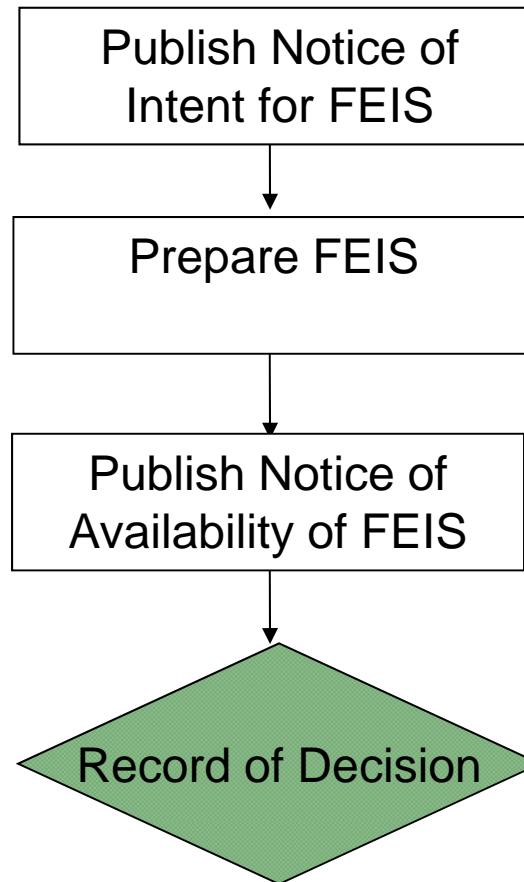 Publish Notice of
Intent for FEIS
Prepare FEIS
Publish Notice of
Availability of FEIS
Record of Decision